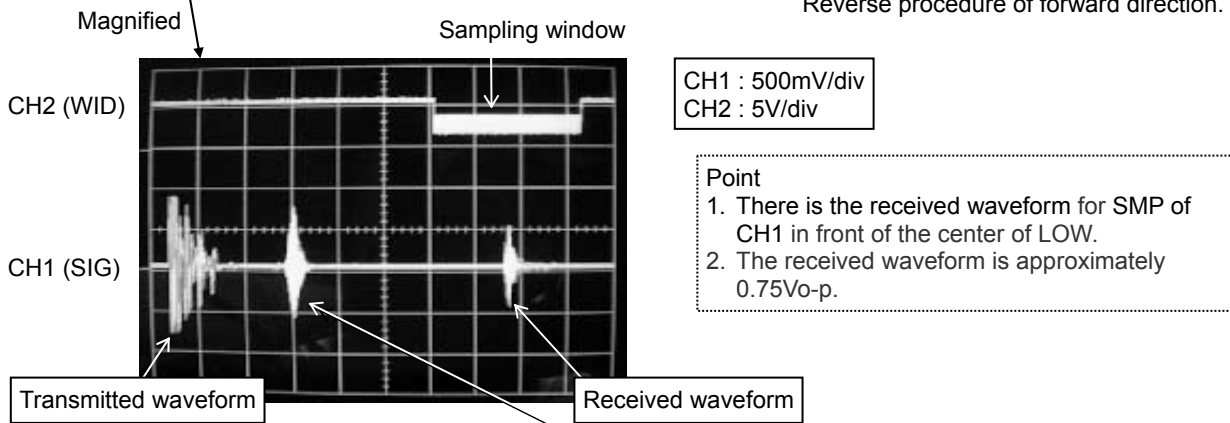 Reverse procedure of forward direction.
Magnified
Sampling window
CH2 (WID)
CH1 : 500mV/div
CH2 : 5V/div
Point
1. There is the received waveform for SMP of
CH1 in front of the center of LOW.
2. The received waveform is approximately
0.75Vo-p.
CH1 (SIG)
Transmitted waveform
Received waveform